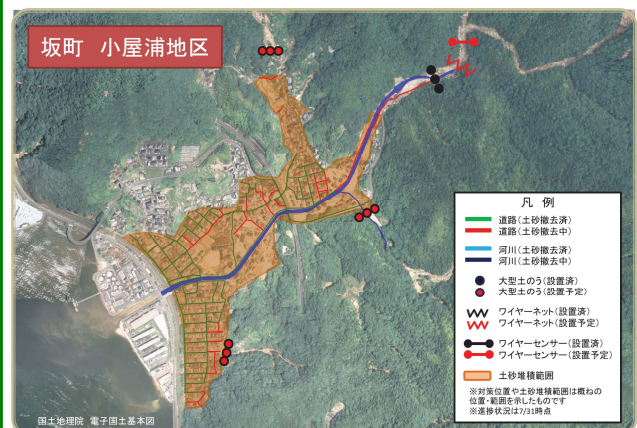 坂町 小屋浦地区
凡 例
道路(土砂撤去済)
道路(土砂撤去中)
河川(土砂撤去済)
河川(土砂撤去中)
大型土のう(設置済)
大型土のう(設置予定)
ワイヤーネット(設置済)
ワイヤーネット(設置予定)
ワイヤーセンサー(設置済)
ワイヤーセンサー(設置予定)
土砂堆積範囲
※対策位置や土砂堆積範囲は概ねの
位置・範囲を示したものです
※進捗状況は7/31時点
国土地理院 電子国土基本図